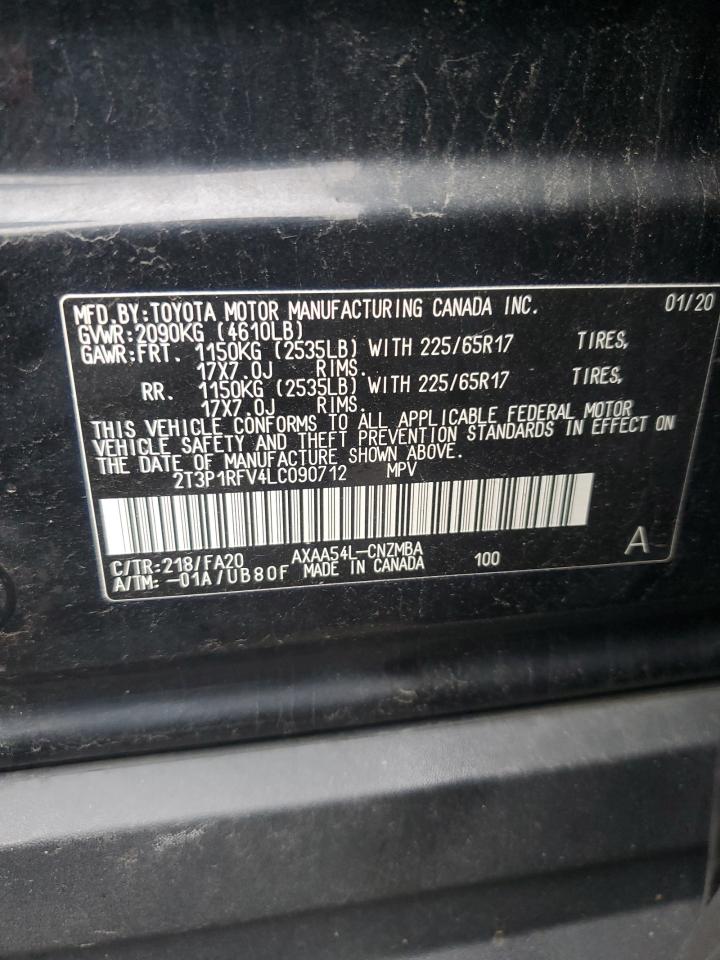 MFD.BY:TOYOTA MOTOR MANUFACTURING CANADA INC. 01/20
GVWR:2090KG (4610LB)
GAWR:FRT. 1150KG (2535LB) WITH 225/65R17 TIRES,
17X7.0J RIMS.
RR. 1150KG (2535LB) WITH 225/65R17 TIRES,
17X7.0J RIMS.
THIS VEHICLE CONFORMS TO ALL APPLICABLE FEDERAL MOTOR
VEHICLE SAFETY AND THEFT PREVENTION STANDARDS IN EFFECT ON
THE DATE OF MANUFACTURE SHOWN ABOVE.
2T3P1RFV4LC090712 MPV
C/TR:218/FA20 AXAA54L-CNZMBA 100 A
A/TM:-01A/UB80F MADE IN CANADA